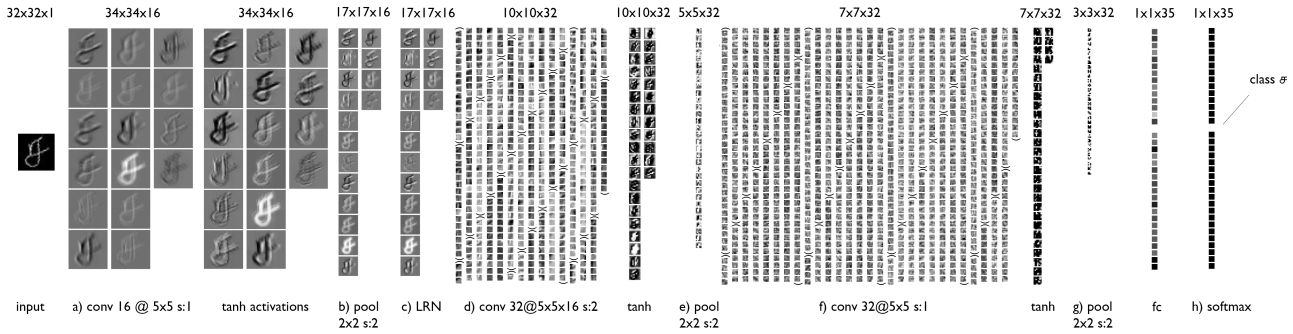 32x32x1 34x34x16 34x34x16 17x17x16 17x17x16 10x10x32 10x10x32 5x5x32 7x7x32 7x7x32 3x3x32 1x1x35 1x1x35
class
input a) conv 16 @ 5x5 s:1 tanh activations b) pool c) LRN d) conv 32@5x5x16 s:2 tanh e) pool f) conv 32@5x5 s:1 tanh g) pool fc h) softmax
2x2 s:2 2x2 s:2 2x2 s:2